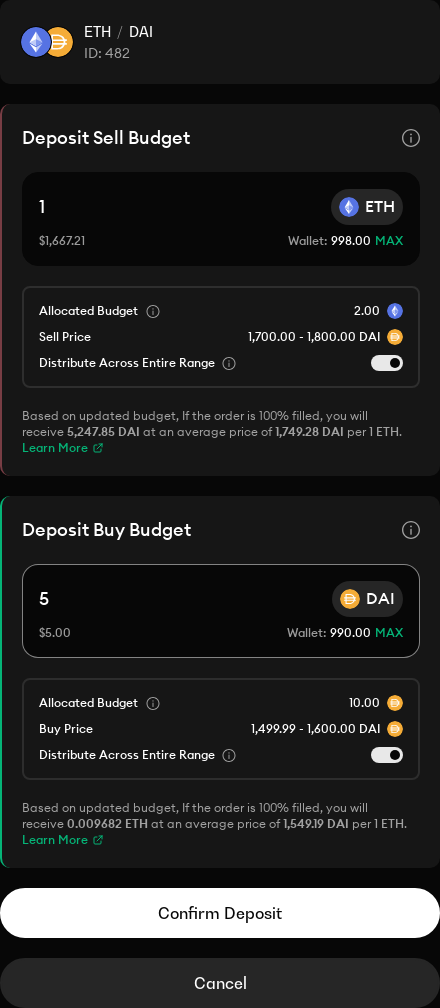 ETH / DAI
ID: 482
Deposit Sell Budget
1
ETH
$1,667.21
Wallet: 998.00 MAX
Allocated Budget
2.00
Sell Price
1,700.00 - 1,800.00 DAI
Distribute Across Entire Range
Based on updated budget, If the order is 100% filled, you will
receive 5,247.85 DAI at an average price of 1,749.28 DAI per 1 ETH.
Learn More
Deposit Buy Budget
5
DAI
$5.00
Wallet: 990.00 MAX
Allocated Budget
10.00
Buy Price
1,499.99 - 1,600.00 DAI
Distribute Across Entire Range
Based on updated budget, If the order is 100% filled, you will
receive 0.009682 ETH at an average price of 1,549.19 DAI per 1 ETH.
Learn More
Confirm Deposit
Cancel